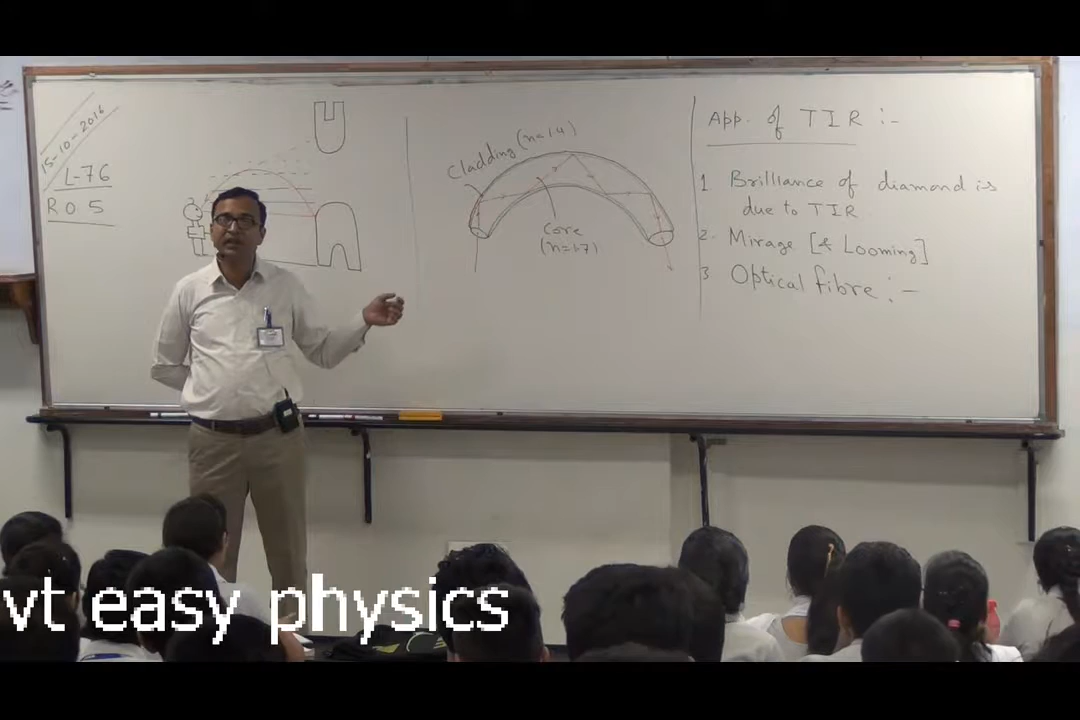 15-10-2016
L-76
R O 5
Cladding (n=1.4)
Core
(n=1.7)
App. of TIR :-
1 Brilliance of diamond is
due to TIR
2. Mirage [& Looming]
3 Optical fibre :-
vt easy physics